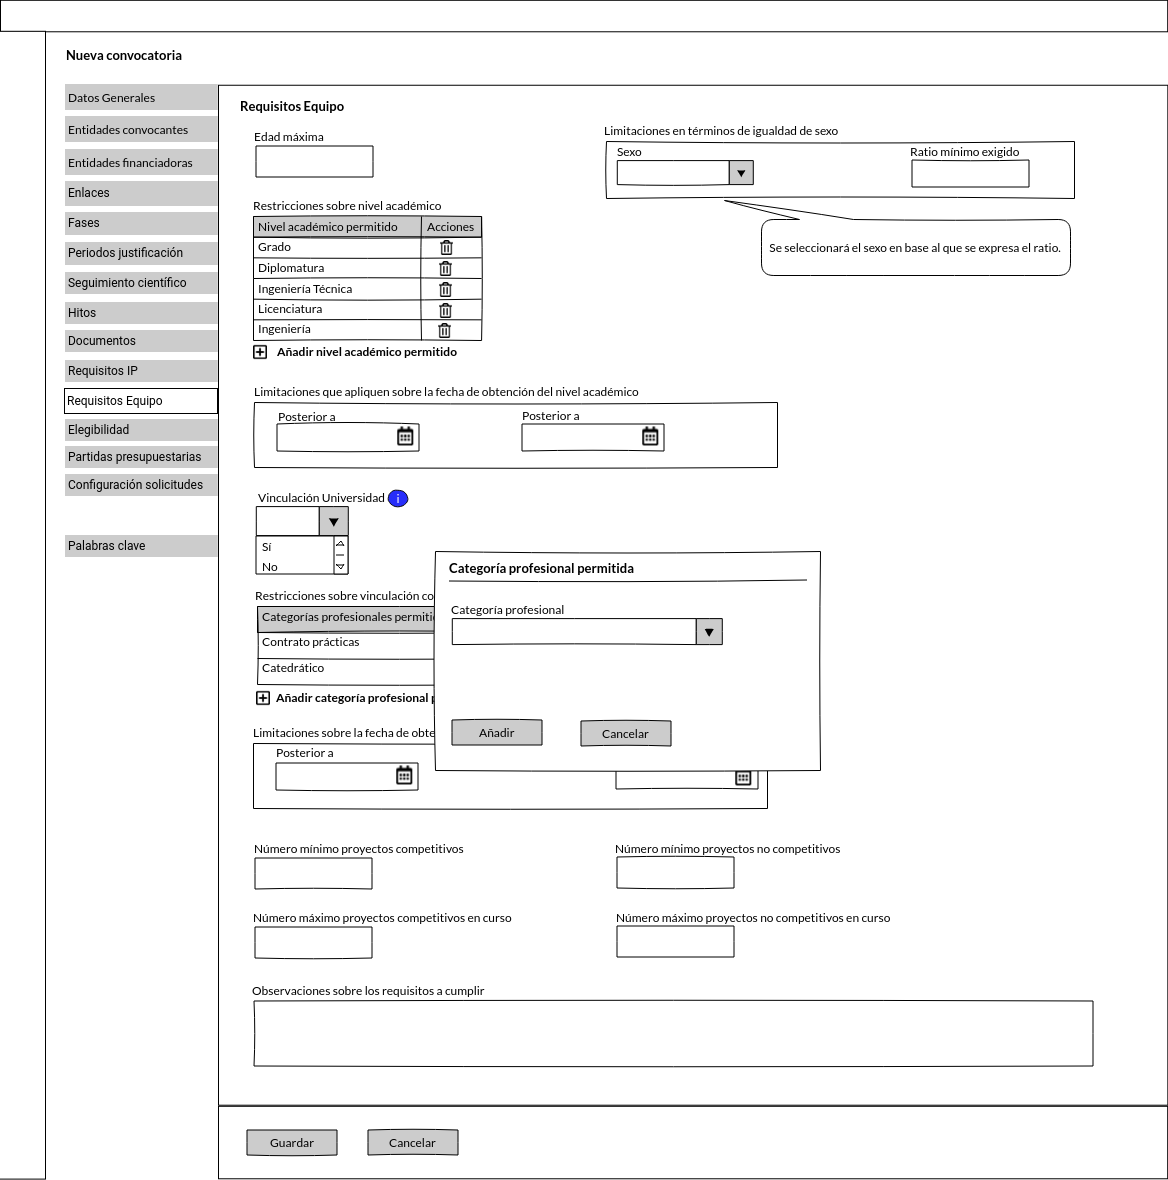 Nueva convocatoria
Datos Generales
Entidades convocantes
Entidades financiadoras
Enlaces
Fases
Periodos justificación
Seguimiento científico
Hitos
Documentos
Requisitos IP
Requisitos Equipo
Elegibilidad
Partidas presupuestarias
Configuración solicitudes
Palabras clave
Requisitos Equipo
Edad máxima
Limitaciones en términos de igualdad de sexo
Sexo
Ratio mínimo exigido
Se seleccionará el sexo en base al que se expresa el ratio.
Restricciones sobre nivel académico
Nivel académico permitido Acciones
Grado
Diplomatura
Ingeniería Técnica
Licenciatura
Ingeniería
Añadir nivel académico permitido
Limitaciones que apliquen sobre la fecha de obtención del nivel académico
Posterior a
Posterior a
Vinculación Universidad i
Sí
No
Restricciones sobre vinculación co
Categorías profesionales permiti
Contrato prácticas
Catedrático
Añadir categoría profesional
Limitaciones sobre la fecha de obte
Posterior a
Categoría profesional permitida
Categoría profesional
Añadir
Cancelar
Número mínimo proyectos competitivos
Número mínimo proyectos no competitivos
Número máximo proyectos competitivos en curso
Número máximo proyectos no competitivos en curso
Observaciones sobre los requisitos a cumplir
Guardar
Cancelar